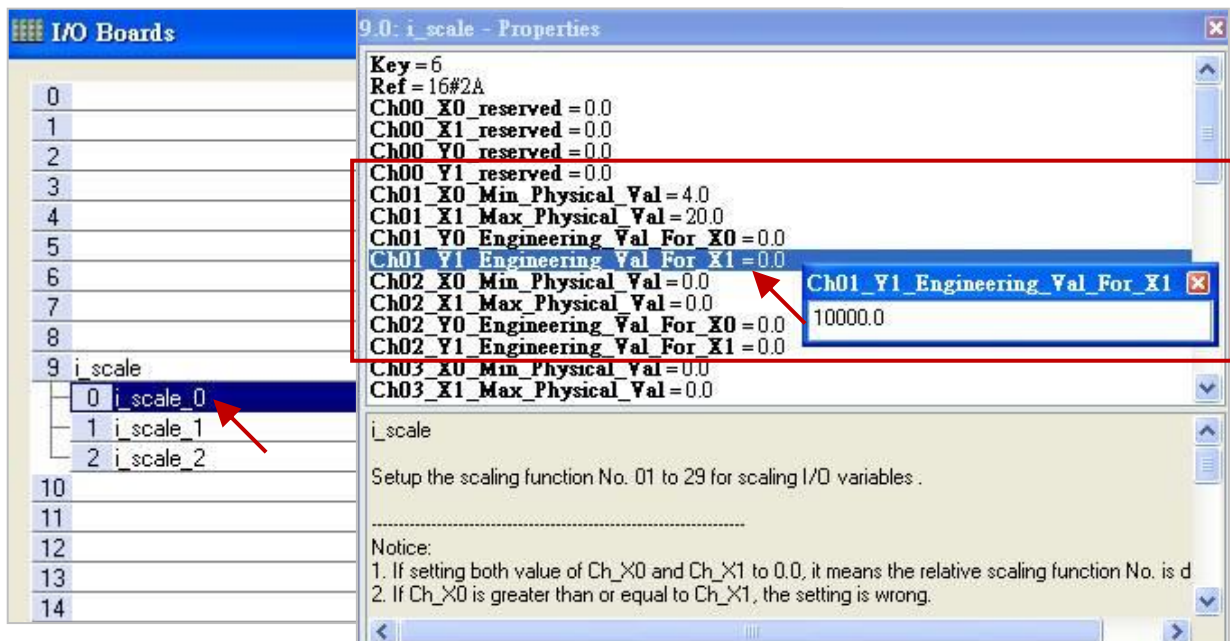 I/O Boards
0
1
2
3
4
5
6
7
8
9 i_scale
0 i_scale_0
1 i_scale_1
2 i_scale_2
10
11
12
13
14
9.0: i_scale - Properties
Key = 6
Ref = 16#2A
Ch00_X0_reserved = 0.0
Ch00_X1_reserved = 0.0
Ch00_Y0_reserved = 0.0
Ch00_Y1_reserved = 0.0
Ch01_X0_Min_Physical_Val = 4.0
Ch01_X1_Max_Physical_Val = 20.0
Ch01_Y0_Engineering_Val_For_X0 = 0.0
Ch01_Y1_Engineering_Val_For_X1 = 0.0
Ch02_X0_Min_Physical_Val = 0.0
Ch02_X1_Max_Physical_Val = 0.0
Ch02_Y0_Engineering_Val_For_X0 = 0.0
Ch02_Y1_Engineering_Val_For_X1 = 0.0
Ch03_X0_Min_Physical_Val = 0.0
Ch03_X1_Max_Physical_Val = 0.0
Ch01_Y1_Engineering_Val_For_X1
10000.0
i_scale
Setup the scaling function No. 01 to 29 for scaling I/O variables .
-----------------------------------------------------------------------
Notice:
1. If setting both value of Ch_X0 and Ch_X1 to 0.0, it means the relative scaling function No. is d
2. If Ch_X0 is greater than or equal to Ch_X1, the setting is wrong.